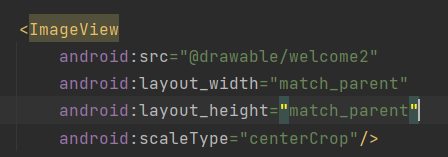 <ImageView
android:src="@drawable/welcome2"
android:layout_width="match_parent"
android:layout_height="match_parent"
android:scaleType="centerCrop"/>